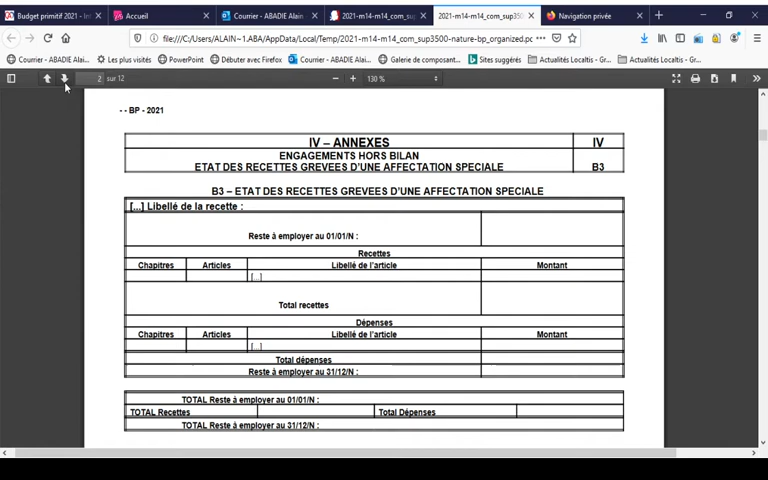 Budget primitif 2021 - In
Accueil
Courrier - ABADIE Alain
2021-m14-m14_com_sup
2021-m14-m14_com_sup350
Navigation privée
file:///C:/Users/ALAIN~1.ABA/AppData/Local/Temp/2021-m14-m14_com_sup3500-nature-bp_organized.pc
Courrier - ABADIE Alai...
Les plus visités
PowerPoint
Débuter avec Firefox
Courrier - ABADIE Alai...
Galerie de composant...
Sites suggérés
Actualités Localtis - Gr...
Actualités Localtis - Gr...
2 sur 12
130 %
- - BP - 2021
IV – ANNEXES IV
ENGAGEMENTS HORS BILAN
ETAT DES RECETTES GREVEES D'UNE AFFECTATION SPECIALE B3
B3 – ETAT DES RECETTES GREVEES D'UNE AFFECTATION SPECIALE
[...] Libellé de la recette :
Reste à employer au 01/01/N :
Recettes
Chapitres Articles Libellé de l'article Montant
[...]
Total recettes
Dépenses
Chapitres Articles Libellé de l'article Montant
[...]
Total dépenses
Reste à employer au 31/12/N :
TOTAL Reste à employer au 01/01/N :
TOTAL Recettes Total Dépenses
TOTAL Reste à employer au 31/12/N :